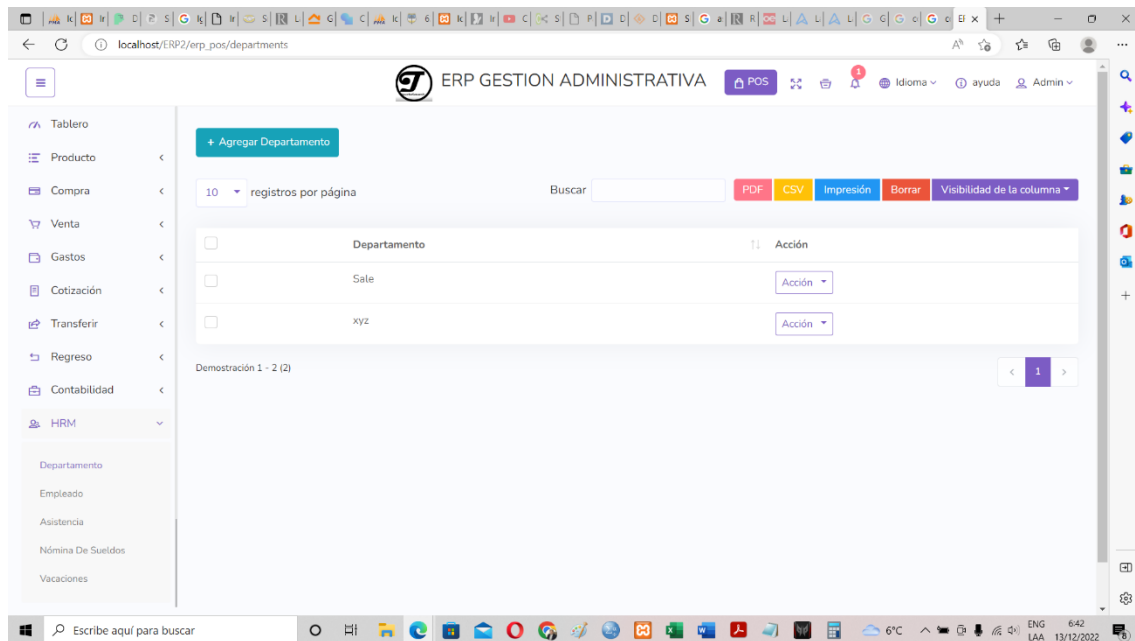 localhost/ERP2/erp_pos/departments
ERP GESTION ADMINISTRATIVA
POS
1
Idioma
ayuda
Admin
Tablero
Producto
Compra
Venta
Gastos
Cotización
Transferir
Regreso
Contabilidad
HRM
Departamento
Empleado
Asistencia
Nómina De Sueldos
Vacaciones
+ Agregar Departamento
10 registros por página
Buscar
PDF
CSV
Impresión
Borrar
Visibilidad de la columna
Departamento
Acción
Sale
Acción
xyz
Acción
Demostración 1 - 2 (2)
< 1 >
Escribe aquí para buscar
6°C
ENG
LAA
6:42
13/12/2022